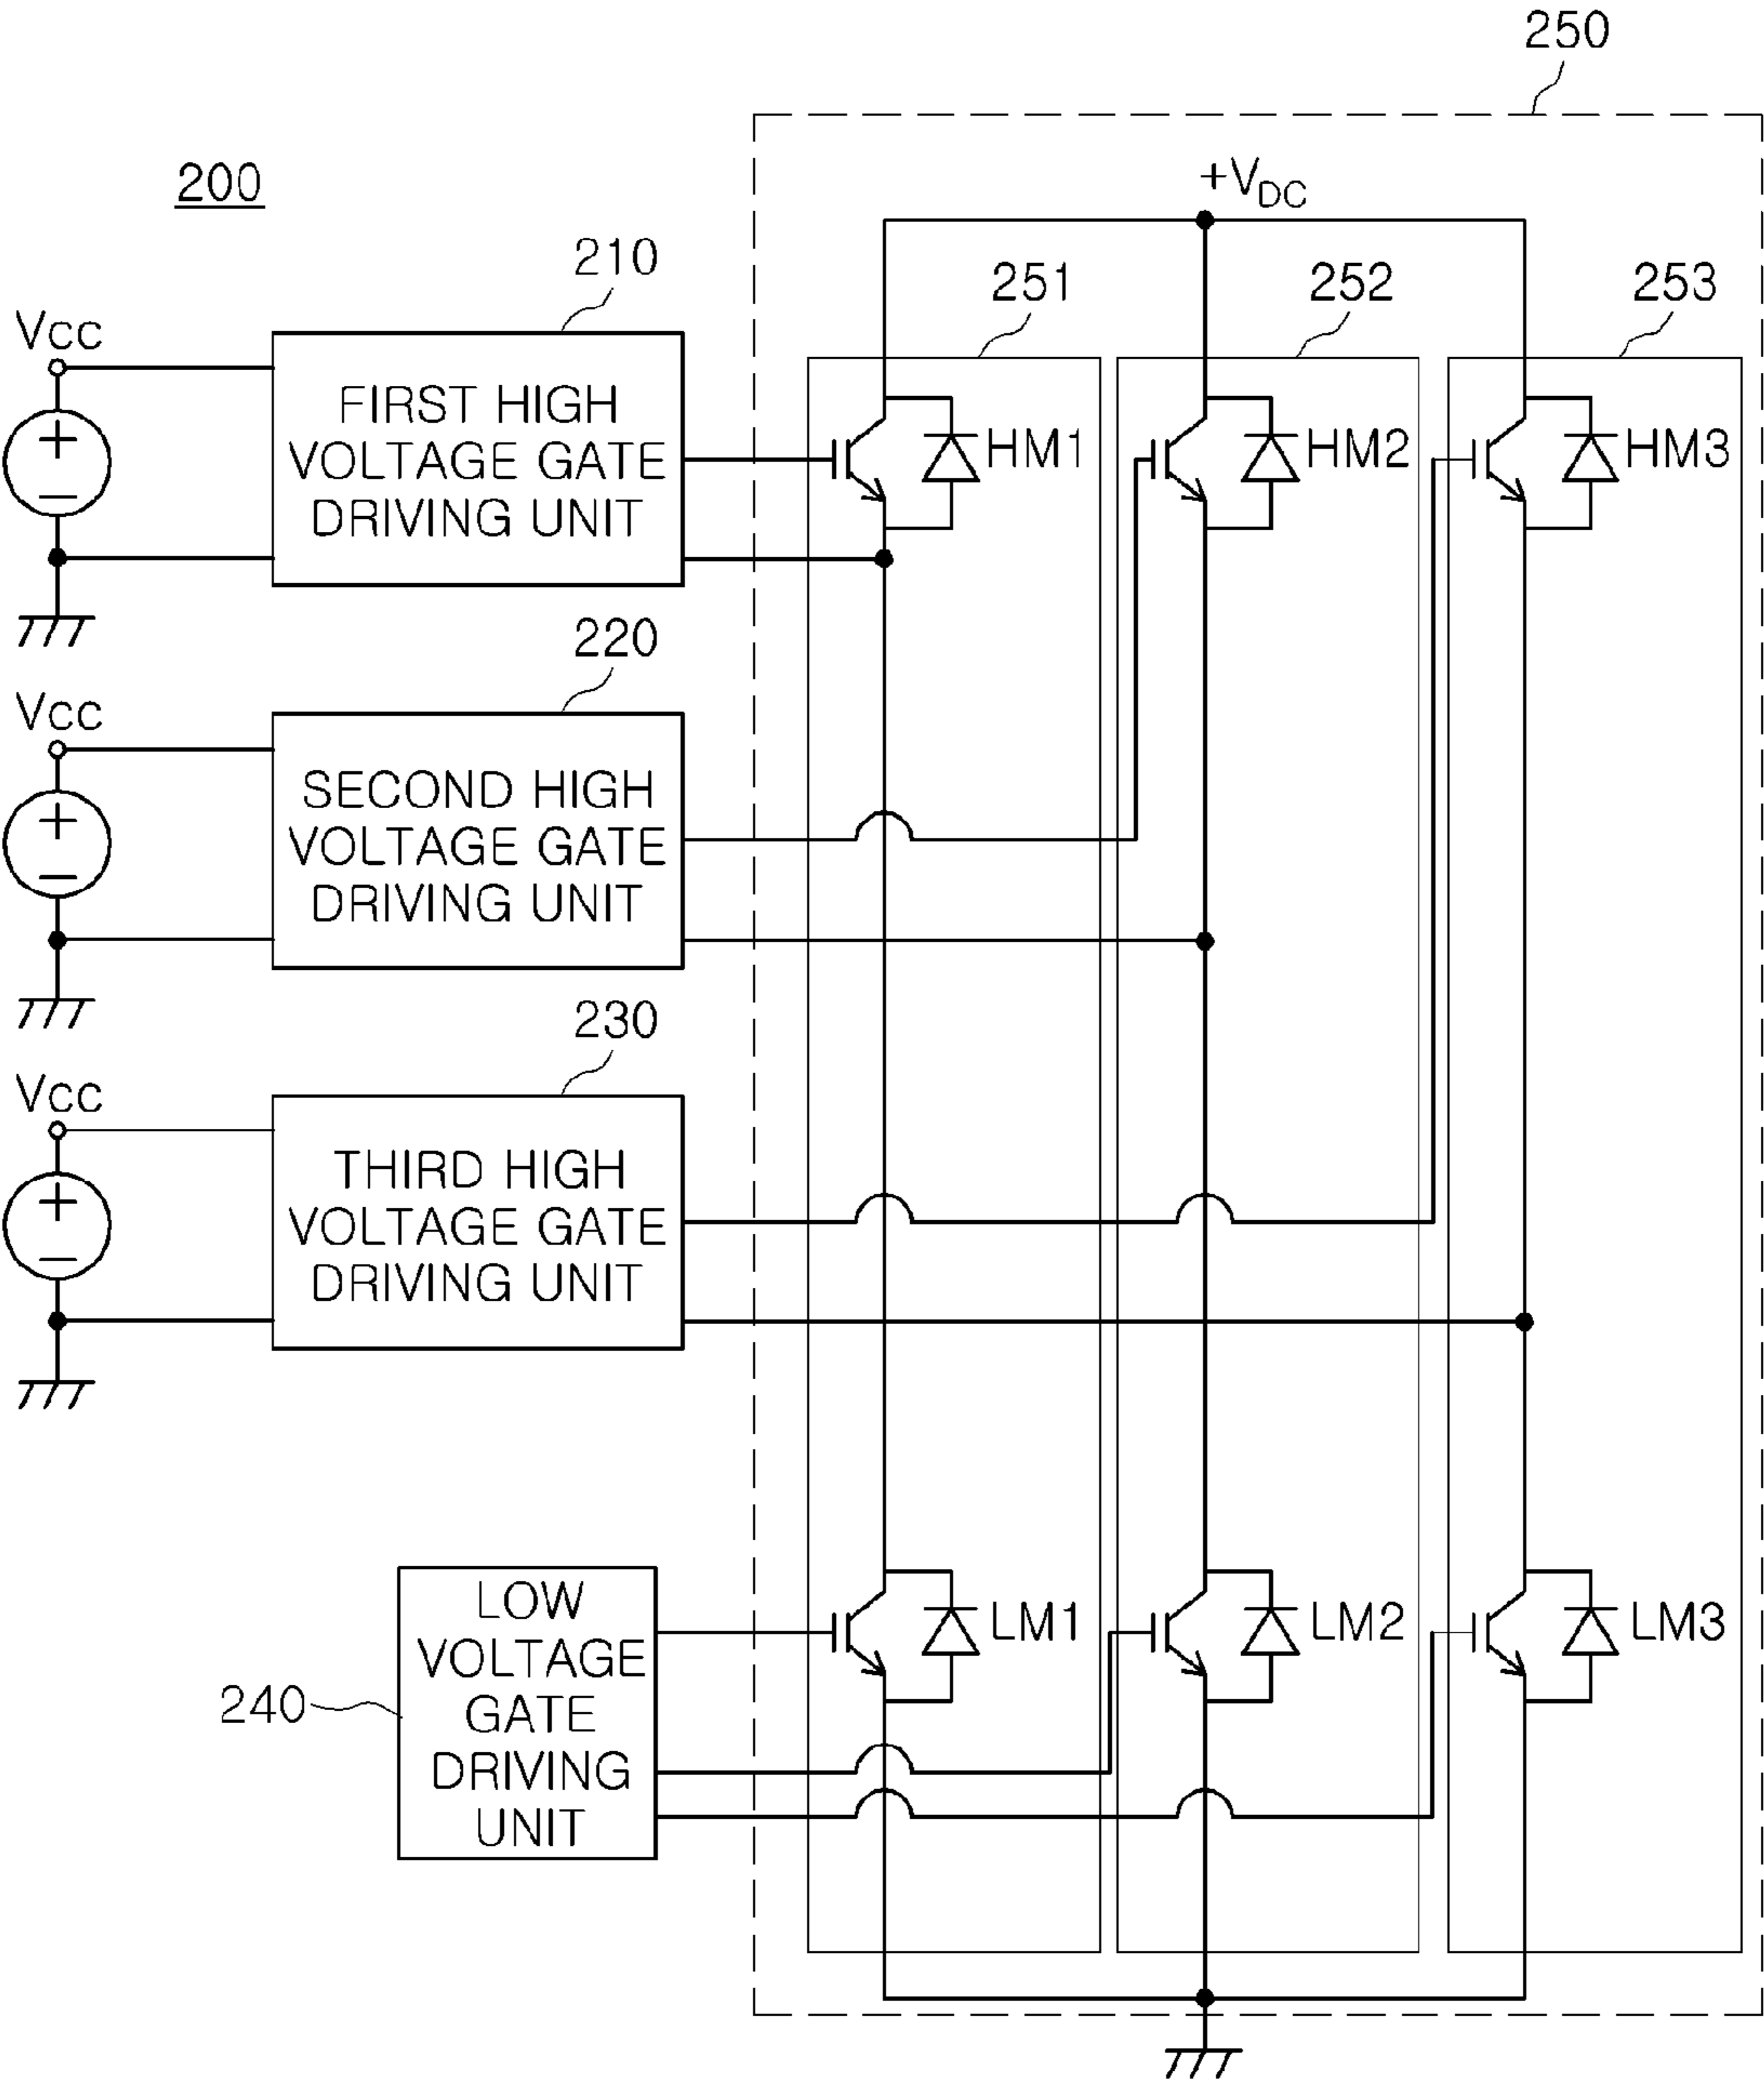 250
200
+VDC
210
251
252
253
VCC
FIRST HIGH
VOLTAGE GATE
DRIVING UNIT
+
−
HM1
HM2
HM3
220
VCC
SECOND HIGH
VOLTAGE GATE
DRIVING UNIT
+
−
230
VCC
THIRD HIGH
VOLTAGE GATE
DRIVING UNIT
+
−
240
LOW
VOLTAGE
GATE
DRIVING
UNIT
LM1
LM2
LM3